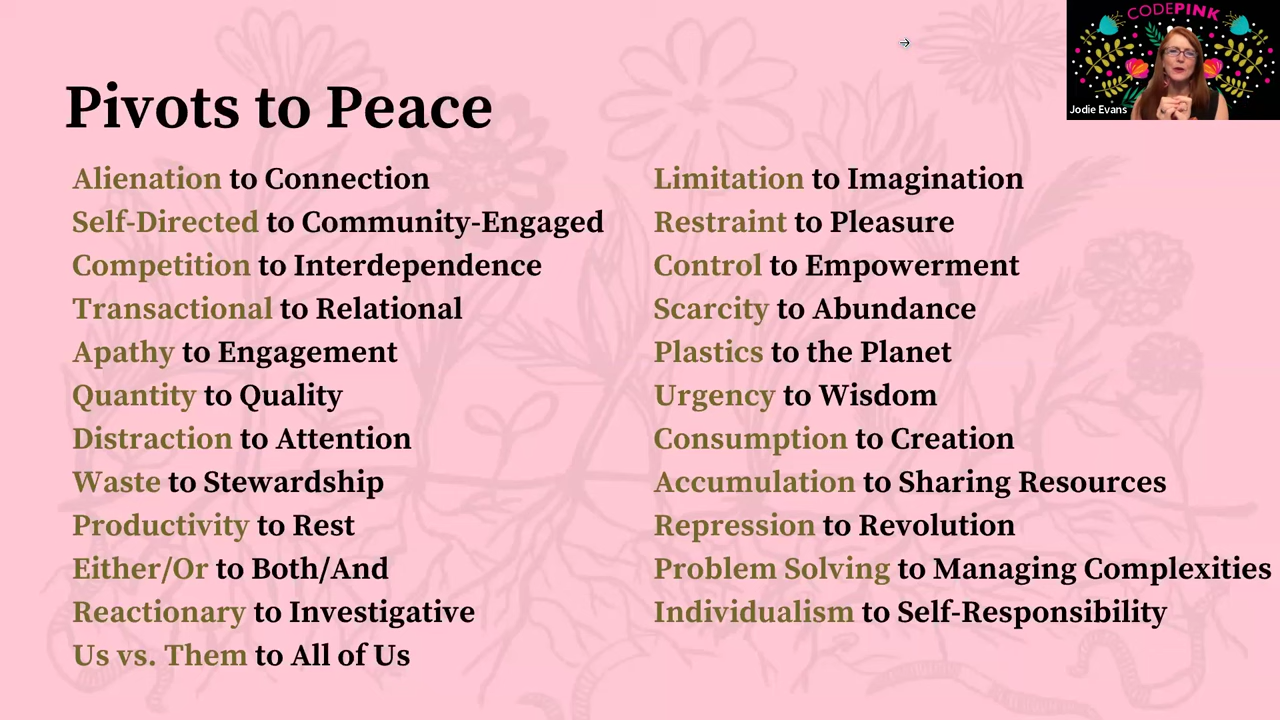 CODEPINK
Jodie Evans
Pivots to Peace
Alienation to Connection
Self-Directed to Community-Engaged
Competition to Interdependence
Transactional to Relational
Apathy to Engagement
Quantity to Quality
Distraction to Attention
Waste to Stewardship
Productivity to Rest
Either/Or to Both/And
Reactionary to Investigative
Us vs. Them to All of Us
Limitation to Imagination
Restraint to Pleasure
Control to Empowerment
Scarcity to Abundance
Plastics to the Planet
Urgency to Wisdom
Consumption to Creation
Accumulation to Sharing Resources
Repression to Revolution
Problem Solving to Managing Complexities
Individualism to Self-Responsibility